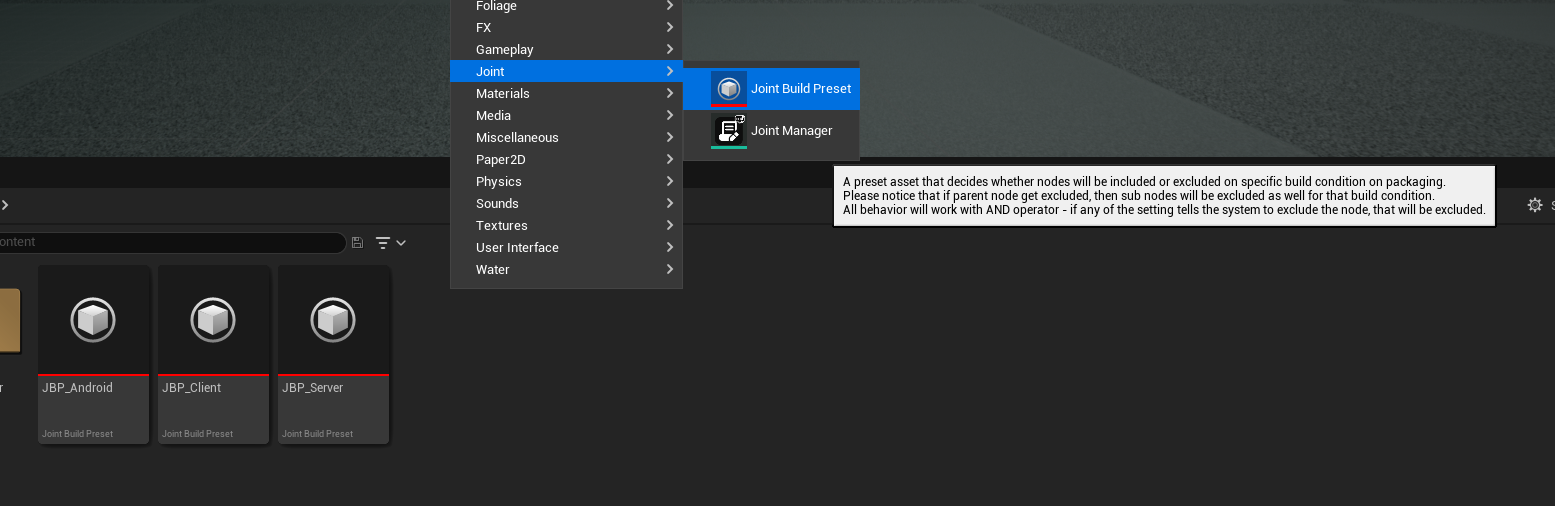 Foliage
FX
Gameplay
Joint
Materials
Media
Miscellaneous
Paper2D
Physics
Sounds
Textures
User Interface
Water
Joint Build Preset
Joint Manager
A preset asset that decides whether nodes will be included or excluded on specific build condition on packaging.
Please notice that if parent node get excluded, then sub nodes will be excluded as well for that build condition.
All behavior will work with AND operator - if any of the setting tells the system to exclude the node, that will be excluded.
S
ontent
r
JBP_Android
Joint Build Preset
JBP_Client
Joint Build Preset
JBP_Server
Joint Build Preset